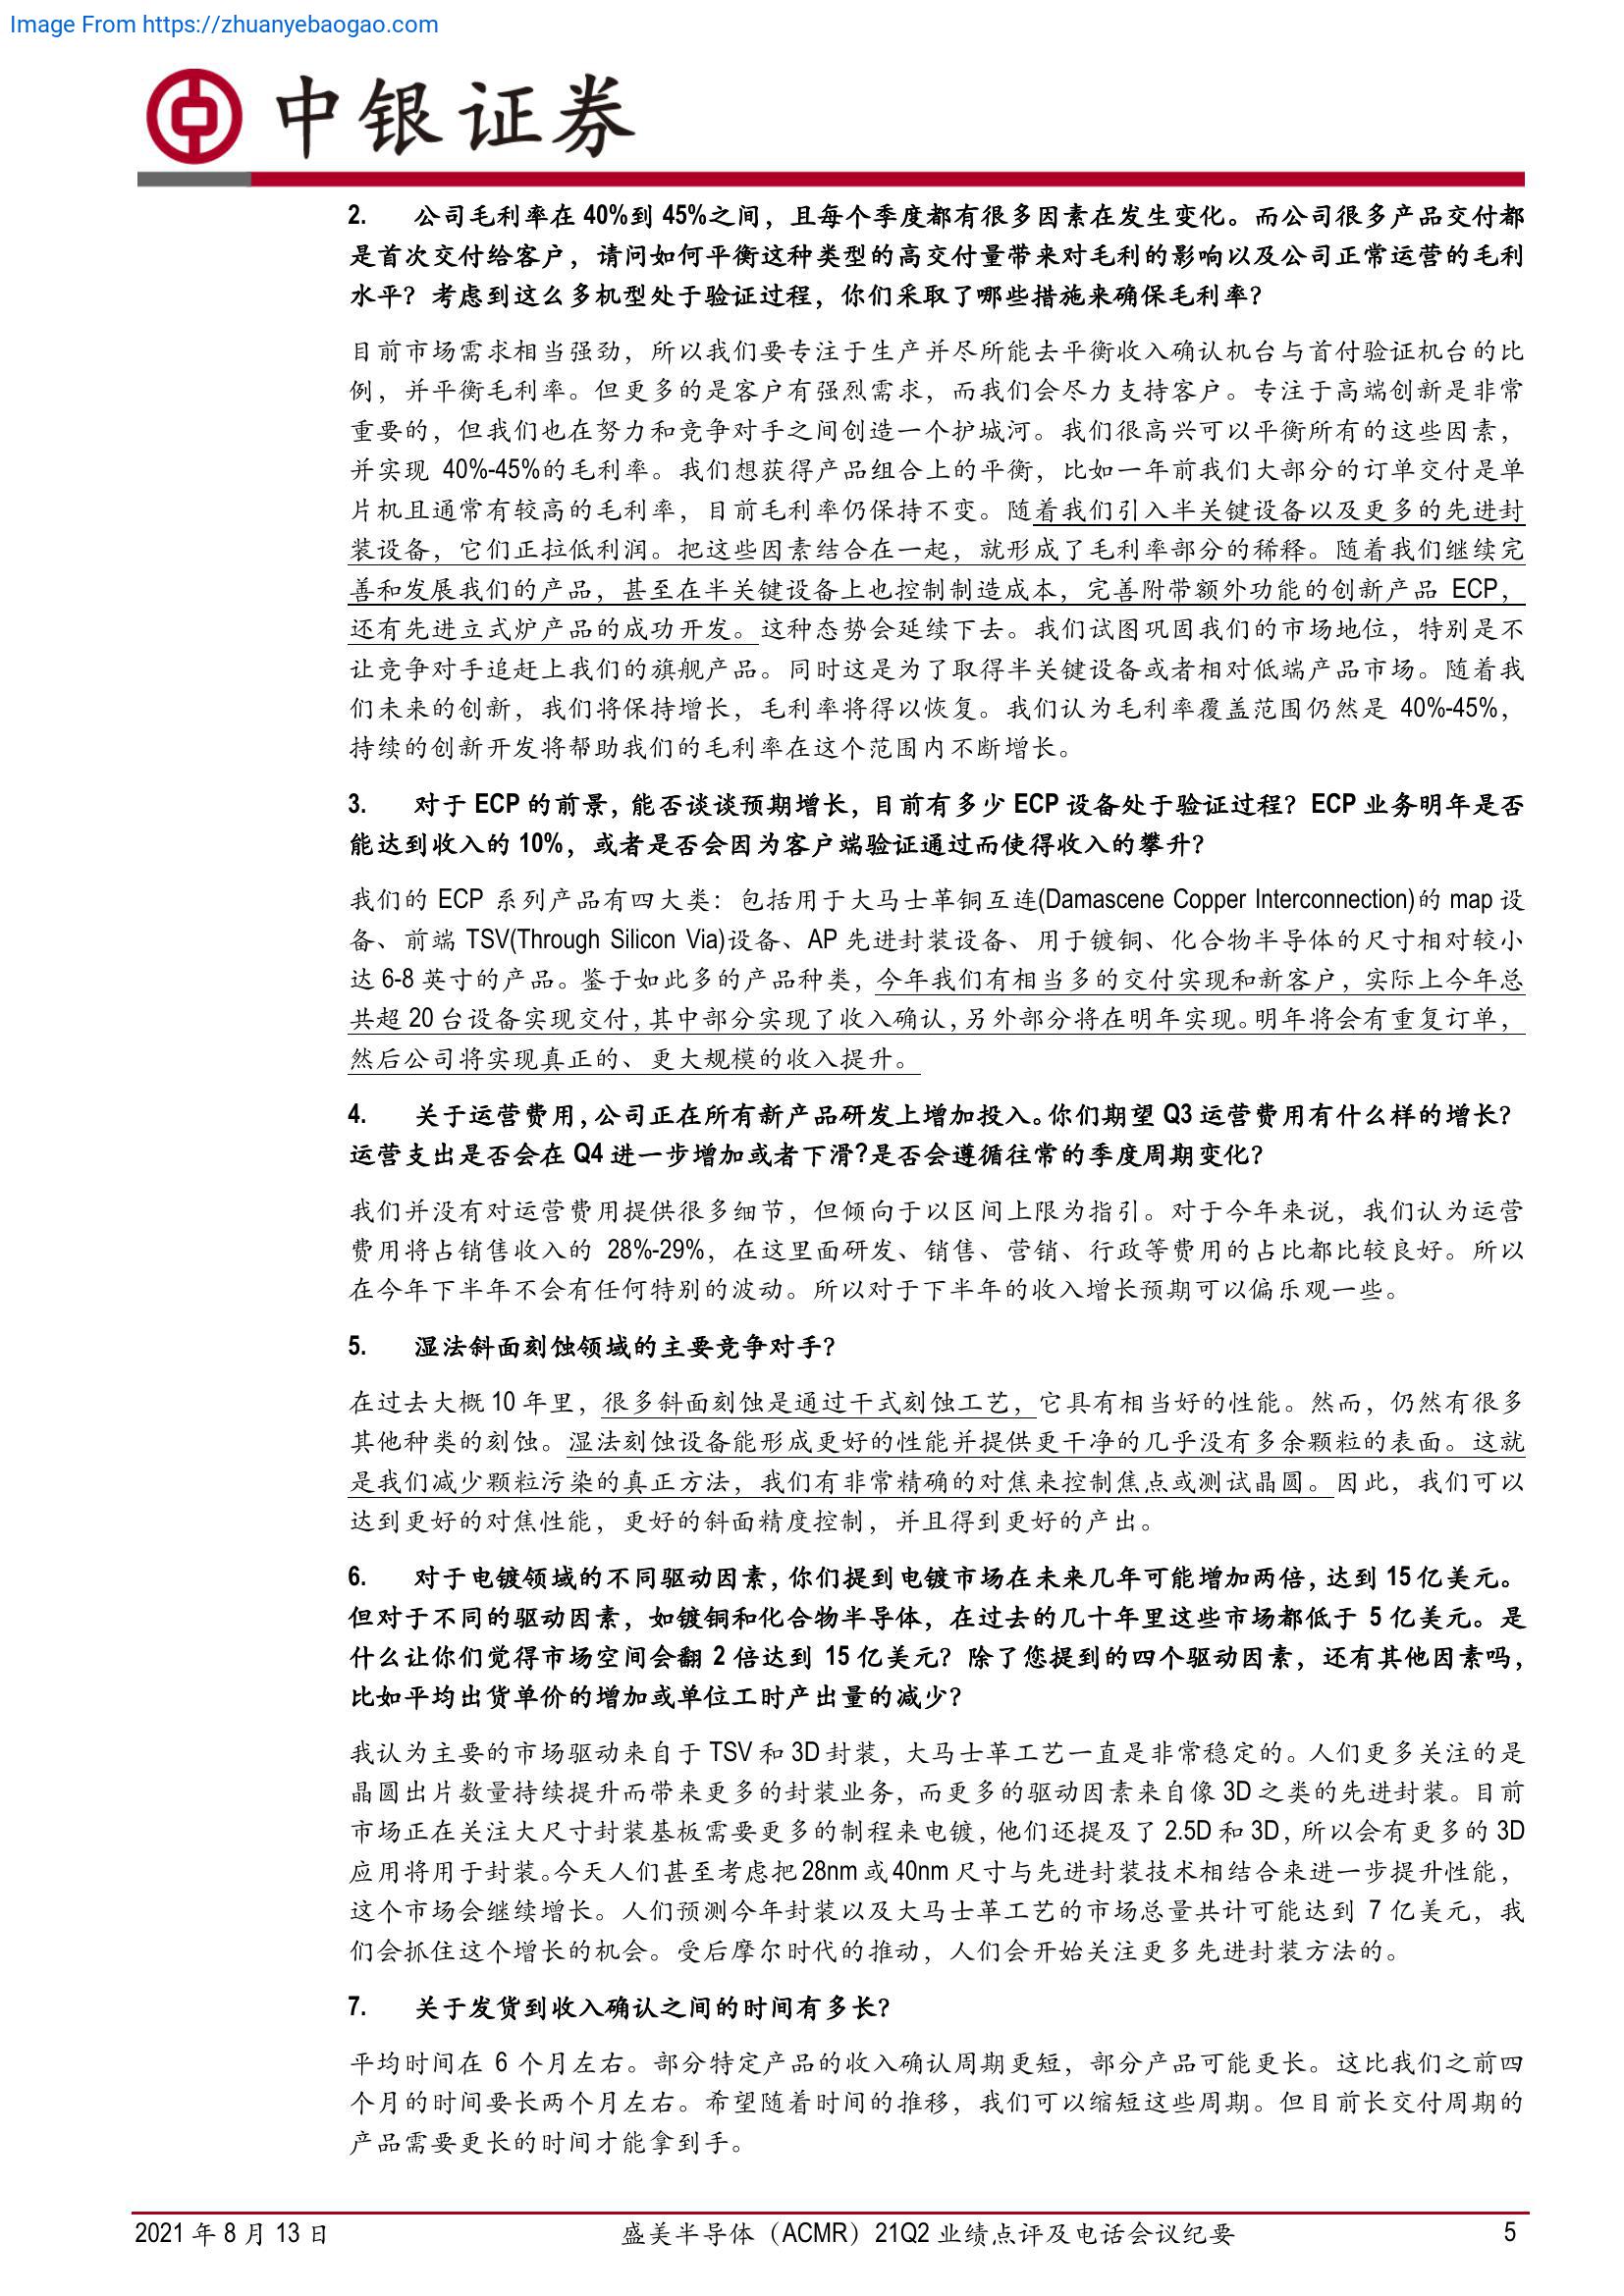 Image From https://zhuanyebaogao.com
中银证券
2. 公司毛利率在 40%到 45%之间，且每个季度都有很多因素在发生变化。而公司很多产品交付都
是首次交付给客户，请问如何平衡这种类型的高交付量带来对毛利的影响以及公司正常运营的毛利
水平？考虑到这么多机型处于验证过程，你们采取了哪些措施来确保毛利率？
目前市场需求相当强劲，所以我们要专注于生产并尽所能去平衡收入确认机台与首付验证机台的比
例，并平衡毛利率。但更多的是客户有强烈需求，而我们会尽力支持客户。专注于高端创新是非常
重要的，但我们也在努力和竞争对手之间创造一个护城河。我们很高兴可以平衡所有的这些因素，
并实现 40%-45%的毛利率。我们想获得产品组合上的平衡，比如一年前我们大部分的订单交付是单
片机且通常有较高的毛利率，目前毛利率仍保持不变。随着我们引入半关键设备以及更多的先进封
装设备，它们正拉低利润。把这些因素结合在一起，就形成了毛利率部分的稀释。随着我们继续完
善和发展我们的产品，甚至在半关键设备上也控制制造成本，完善附带额外功能的创新产品 ECP，
还有先进立式炉产品的成功开发。这种态势会延续下去。我们试图巩固我们的市场地位，特别是不
让竞争对手追赶上我们的旗舰产品。同时这是为了取得半关键设备或者相对低端产品市场。随着我
们未来的创新，我们将保持增长，毛利率将得以恢复。我们认为毛利率覆盖范围仍然是 40%-45%，
持续的创新开发将帮助我们的毛利率在这个范围内不断增长。
3. 对于 ECP 的前景，能否谈谈预期增长，目前有多少 ECP 设备处于验证过程？ECP 业务明年是否
能达到收入的 10%，或者是否会因为客户端验证通过而使得收入的攀升？
我们的 ECP 系列产品有四大类：包括用于大马士革铜互连(Damascene Copper Interconnection)的 map 设
备、前端 TSV(Through Silicon Via)设备、AP 先进封装设备、用于镀铜、化合物半导体的尺寸相对较小
达 6-8 英寸的产品。鉴于如此多的产品种类，今年我们有相当多的交付实现和新客户，实际上今年总
共超 20 台设备实现交付，其中部分实现了收入确认，另外部分将在明年实现。明年将会有重复订单，
然后公司将实现真正的、更大规模的收入提升。
4. 关于运营费用，公司正在所有新产品研发上增加投入。你们期望 Q3 运营费用有什么样的增长？
运营支出是否会在 Q4 进一步增加或者下滑?是否会遵循往常的季度周期变化？
我们并没有对运营费用提供很多细节，但倾向于以区间上限为指引。对于今年来说，我们认为运营
费用将占销售收入的 28%-29%，在这里面研发、销售、营销、行政等费用的占比都比较良好。所以
在今年下半年不会有任何特别的波动。所以对于下半年的收入增长预期可以偏乐观一些。
5. 湿法斜面刻蚀领域的主要竞争对手？
在过去大概 10 年里，很多斜面刻蚀是通过干式刻蚀工艺，它具有相当好的性能。然而，仍然有很多
其他种类的刻蚀。湿法刻蚀设备能形成更好的性能并提供更干净的几乎没有多余颗粒的表面。这就
是我们减少颗粒污染的真正方法，我们有非常精确的对焦来控制焦点或测试晶圆。因此，我们可以
达到更好的对焦性能，更好的斜面精度控制，并且得到更好的产出。
6. 对于电镀领域的不同驱动因素，你们提到电镀市场在未来几年可能增加两倍，达到 15 亿美元。
但对于不同的驱动因素，如镀铜和化合物半导体，在过去的几十年里这些市场都低于 5 亿美元。是
什么让你们觉得市场空间会翻 2 倍达到 15 亿美元？除了您提到的四个驱动因素，还有其他因素吗，
比如平均出货单价的增加或单位工时产出量的减少？
我认为主要的市场驱动来自于 TSV 和 3D 封装，大马士革工艺一直是非常稳定的。人们更多关注的是
晶圆出片数量持续提升而带来更多的封装业务，而更多的驱动因素来自像 3D 之类的先进封装。目前
市场正在关注大尺寸封装基板需要更多的制程来电镀，他们还提及了 2.5D 和 3D，所以会有更多的 3D
应用将用于封装。今天人们甚至考虑把 28nm 或 40nm 尺寸与先进封装技术相结合来进一步提升性能，
这个市场会继续增长。人们预测今年封装以及大马士革工艺的市场总量共计可能达到 7 亿美元，我
们会抓住这个增长的机会。受后摩尔时代的推动，人们会开始关注更多先进封装方法的。
7. 关于发货到收入确认之间的时间有多长？
平均时间在 6 个月左右。部分特定产品的收入确认周期更短，部分产品可能更长。这比我们之前四
个月的时间要长两个月左右。希望随着时间的推移，我们可以缩短这些周期。但目前长交付周期的
产品需要更长的时间才能拿到手。
2021 年 8 月 13 日 盛美半导体（ACMR）21Q2 业绩点评及电话会议纪要 5